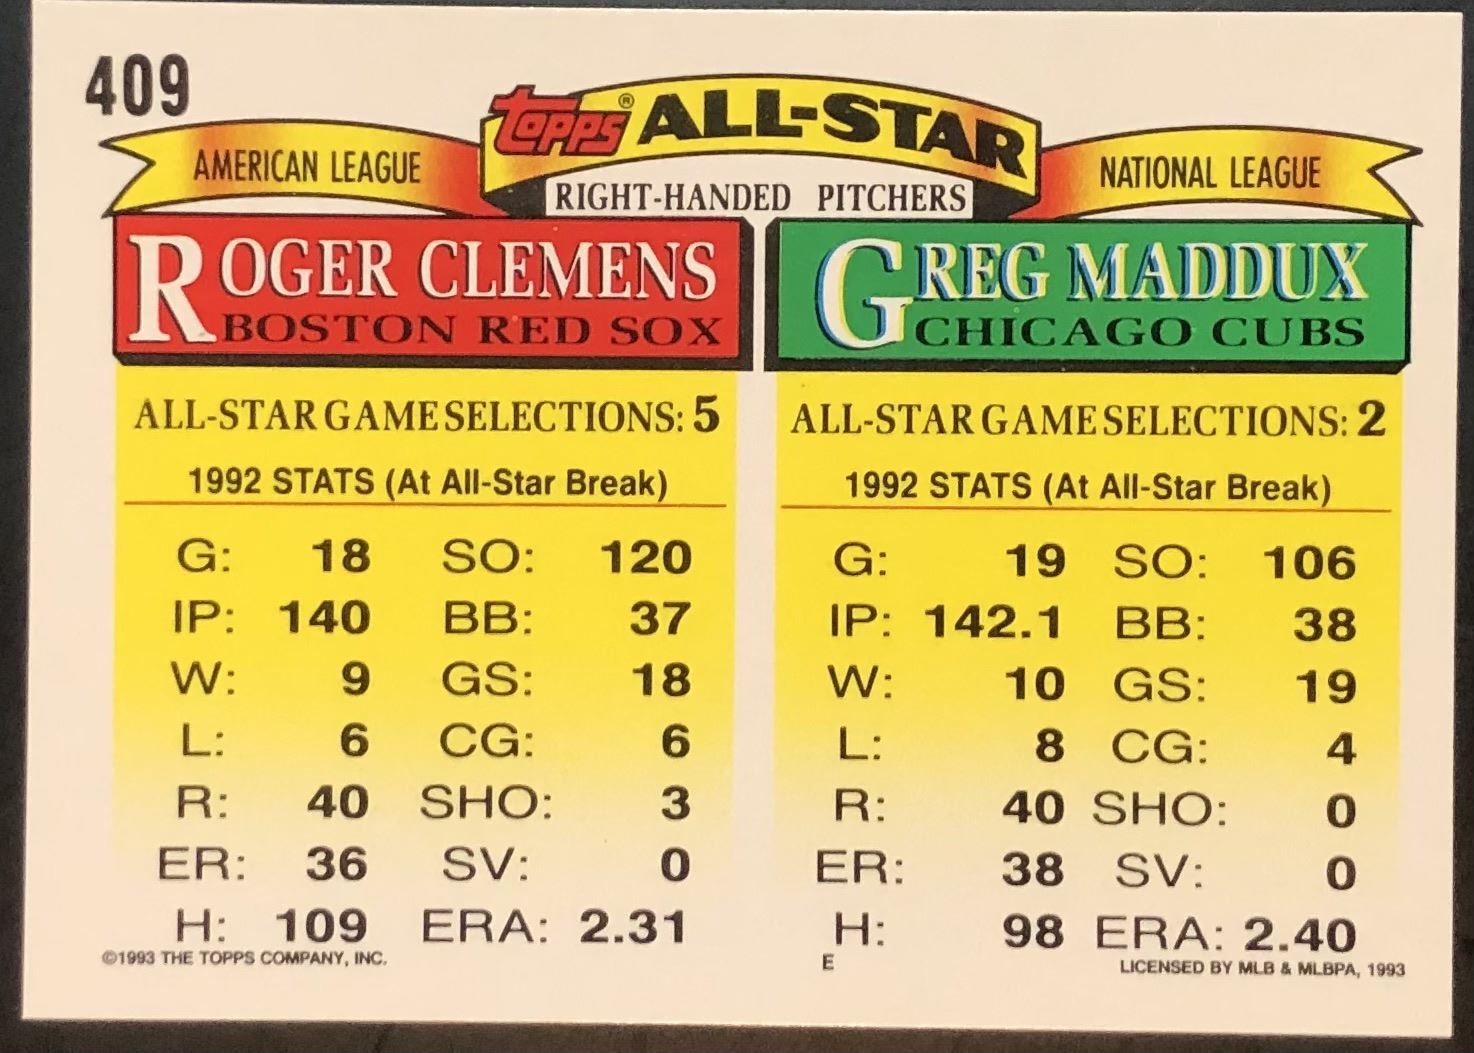 409
topps® ALL-STAR
AMERICAN LEAGUE
NATIONAL LEAGUE
RIGHT-HANDED PITCHERS
ROGER CLEMENS
BOSTON RED SOX
ALL-STAR GAME SELECTIONS: 5
1992 STATS (At All-Star Break)
G: 18 SO: 120
IP: 140 BB: 37
W: 9 GS: 18
L: 6 CG: 6
R: 40 SHO: 3
ER: 36 SV: 0
H: 109 ERA: 2.31
GREG MADDUX
CHICAGO CUBS
ALL-STAR GAME SELECTIONS: 2
1992 STATS (At All-Star Break)
G: 19 SO: 106
IP: 142.1 BB: 38
W: 10 GS: 19
L: 8 CG: 4
R: 40 SHO: 0
ER: 38 SV: 0
H: 98 ERA: 2.40
©1993 THE TOPPS COMPANY, INC.
E
LICENSED BY MLB & MLBPA, 1993